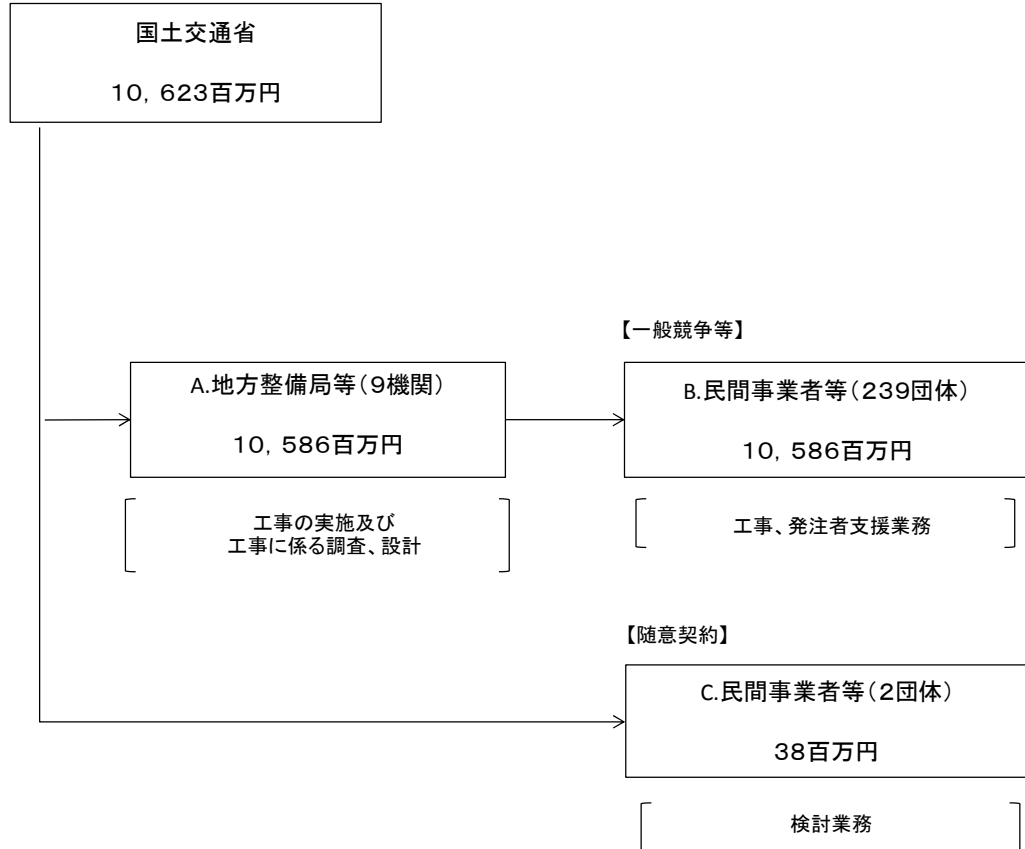 国土交通省
10，623百万円
【一般競争等】
A.地方整備局等（9機関）
10，586百万円
B.民間事業者等（239団体）
10，586百万円
工事の実施及び
工事に係る調査、設計
工事、発注者支援業務
【随意契約】
C.民間事業者等（2団体）
38百万円
検討業務